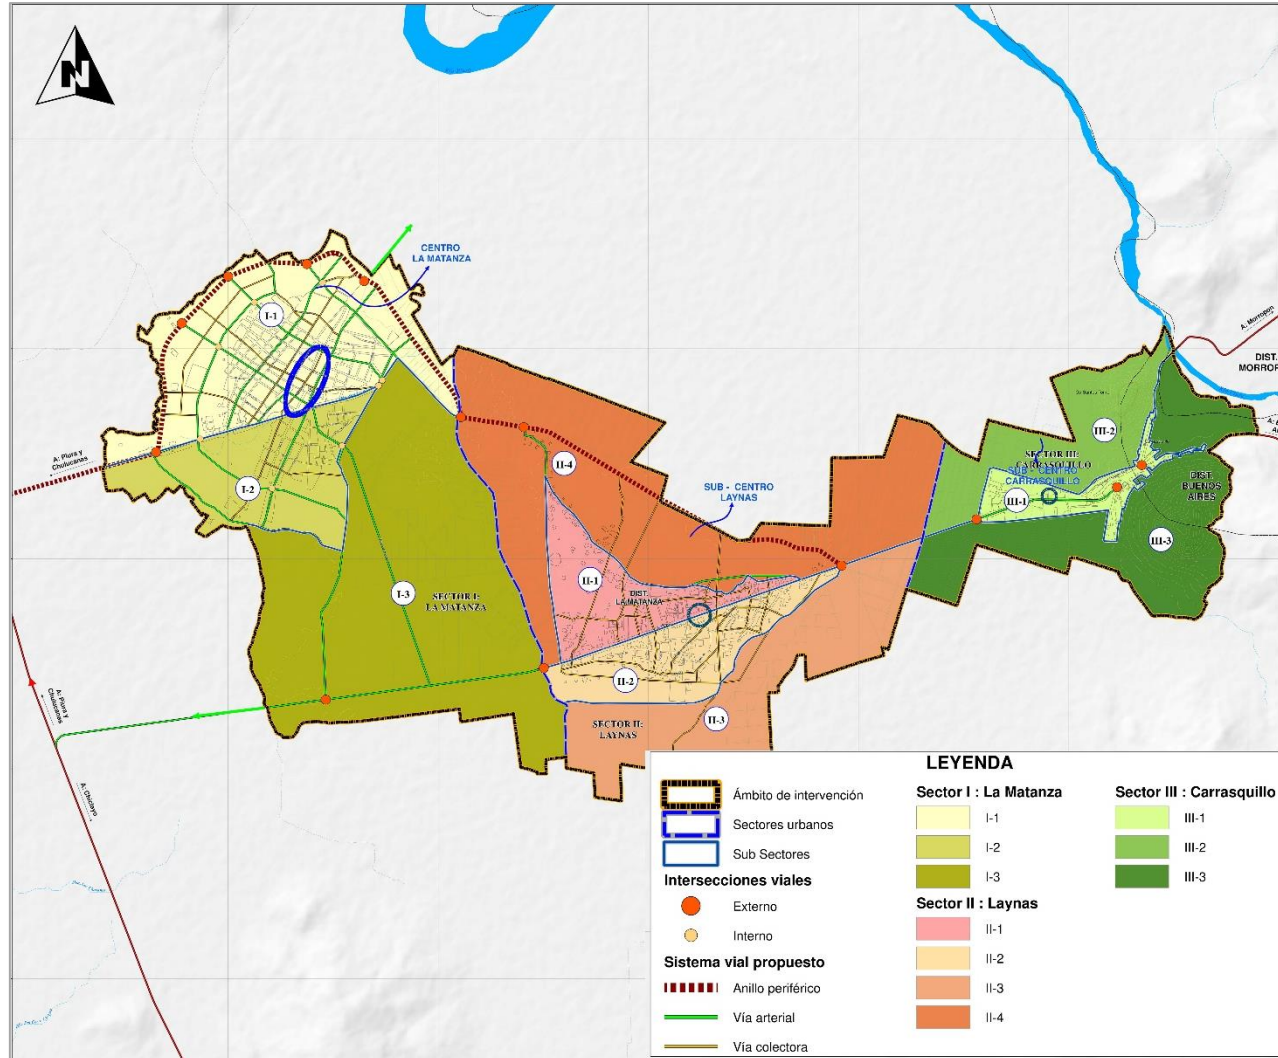 N
CENTRO
LA MATANZA
I-1
A: Morropon
DIST.
MORROP
III-2
SECTOR III:
CARRASQUILLO
SUB - CENTRO
CARRASQUILLO
DIST.
BUENOS
AIRES
III-1
III-3
A: Piura y
Chulucanas
I-2
II-4
SUB - CENTRO
LAYNAS
II-1
DIST.
LA MATANZA
I-3
SECTOR I:
LA MATANZA
II-2
II-3
SECTOR II:
LAYNAS
A: Piura y
Chulucanas
A: Chiclayo
LEYENDA
Ámbito de intervención
Sectores urbanos
Sub Sectores
Intersecciones viales
Externo
Interno
Sistema vial propuesto
Anillo periférico
Vía arterial
Vía colectora
Sector I : La Matanza
I-1
I-2
I-3
Sector II : Laynas
II-1
II-2
II-3
II-4
Sector III : Carrasquillo
III-1
III-2
III-3